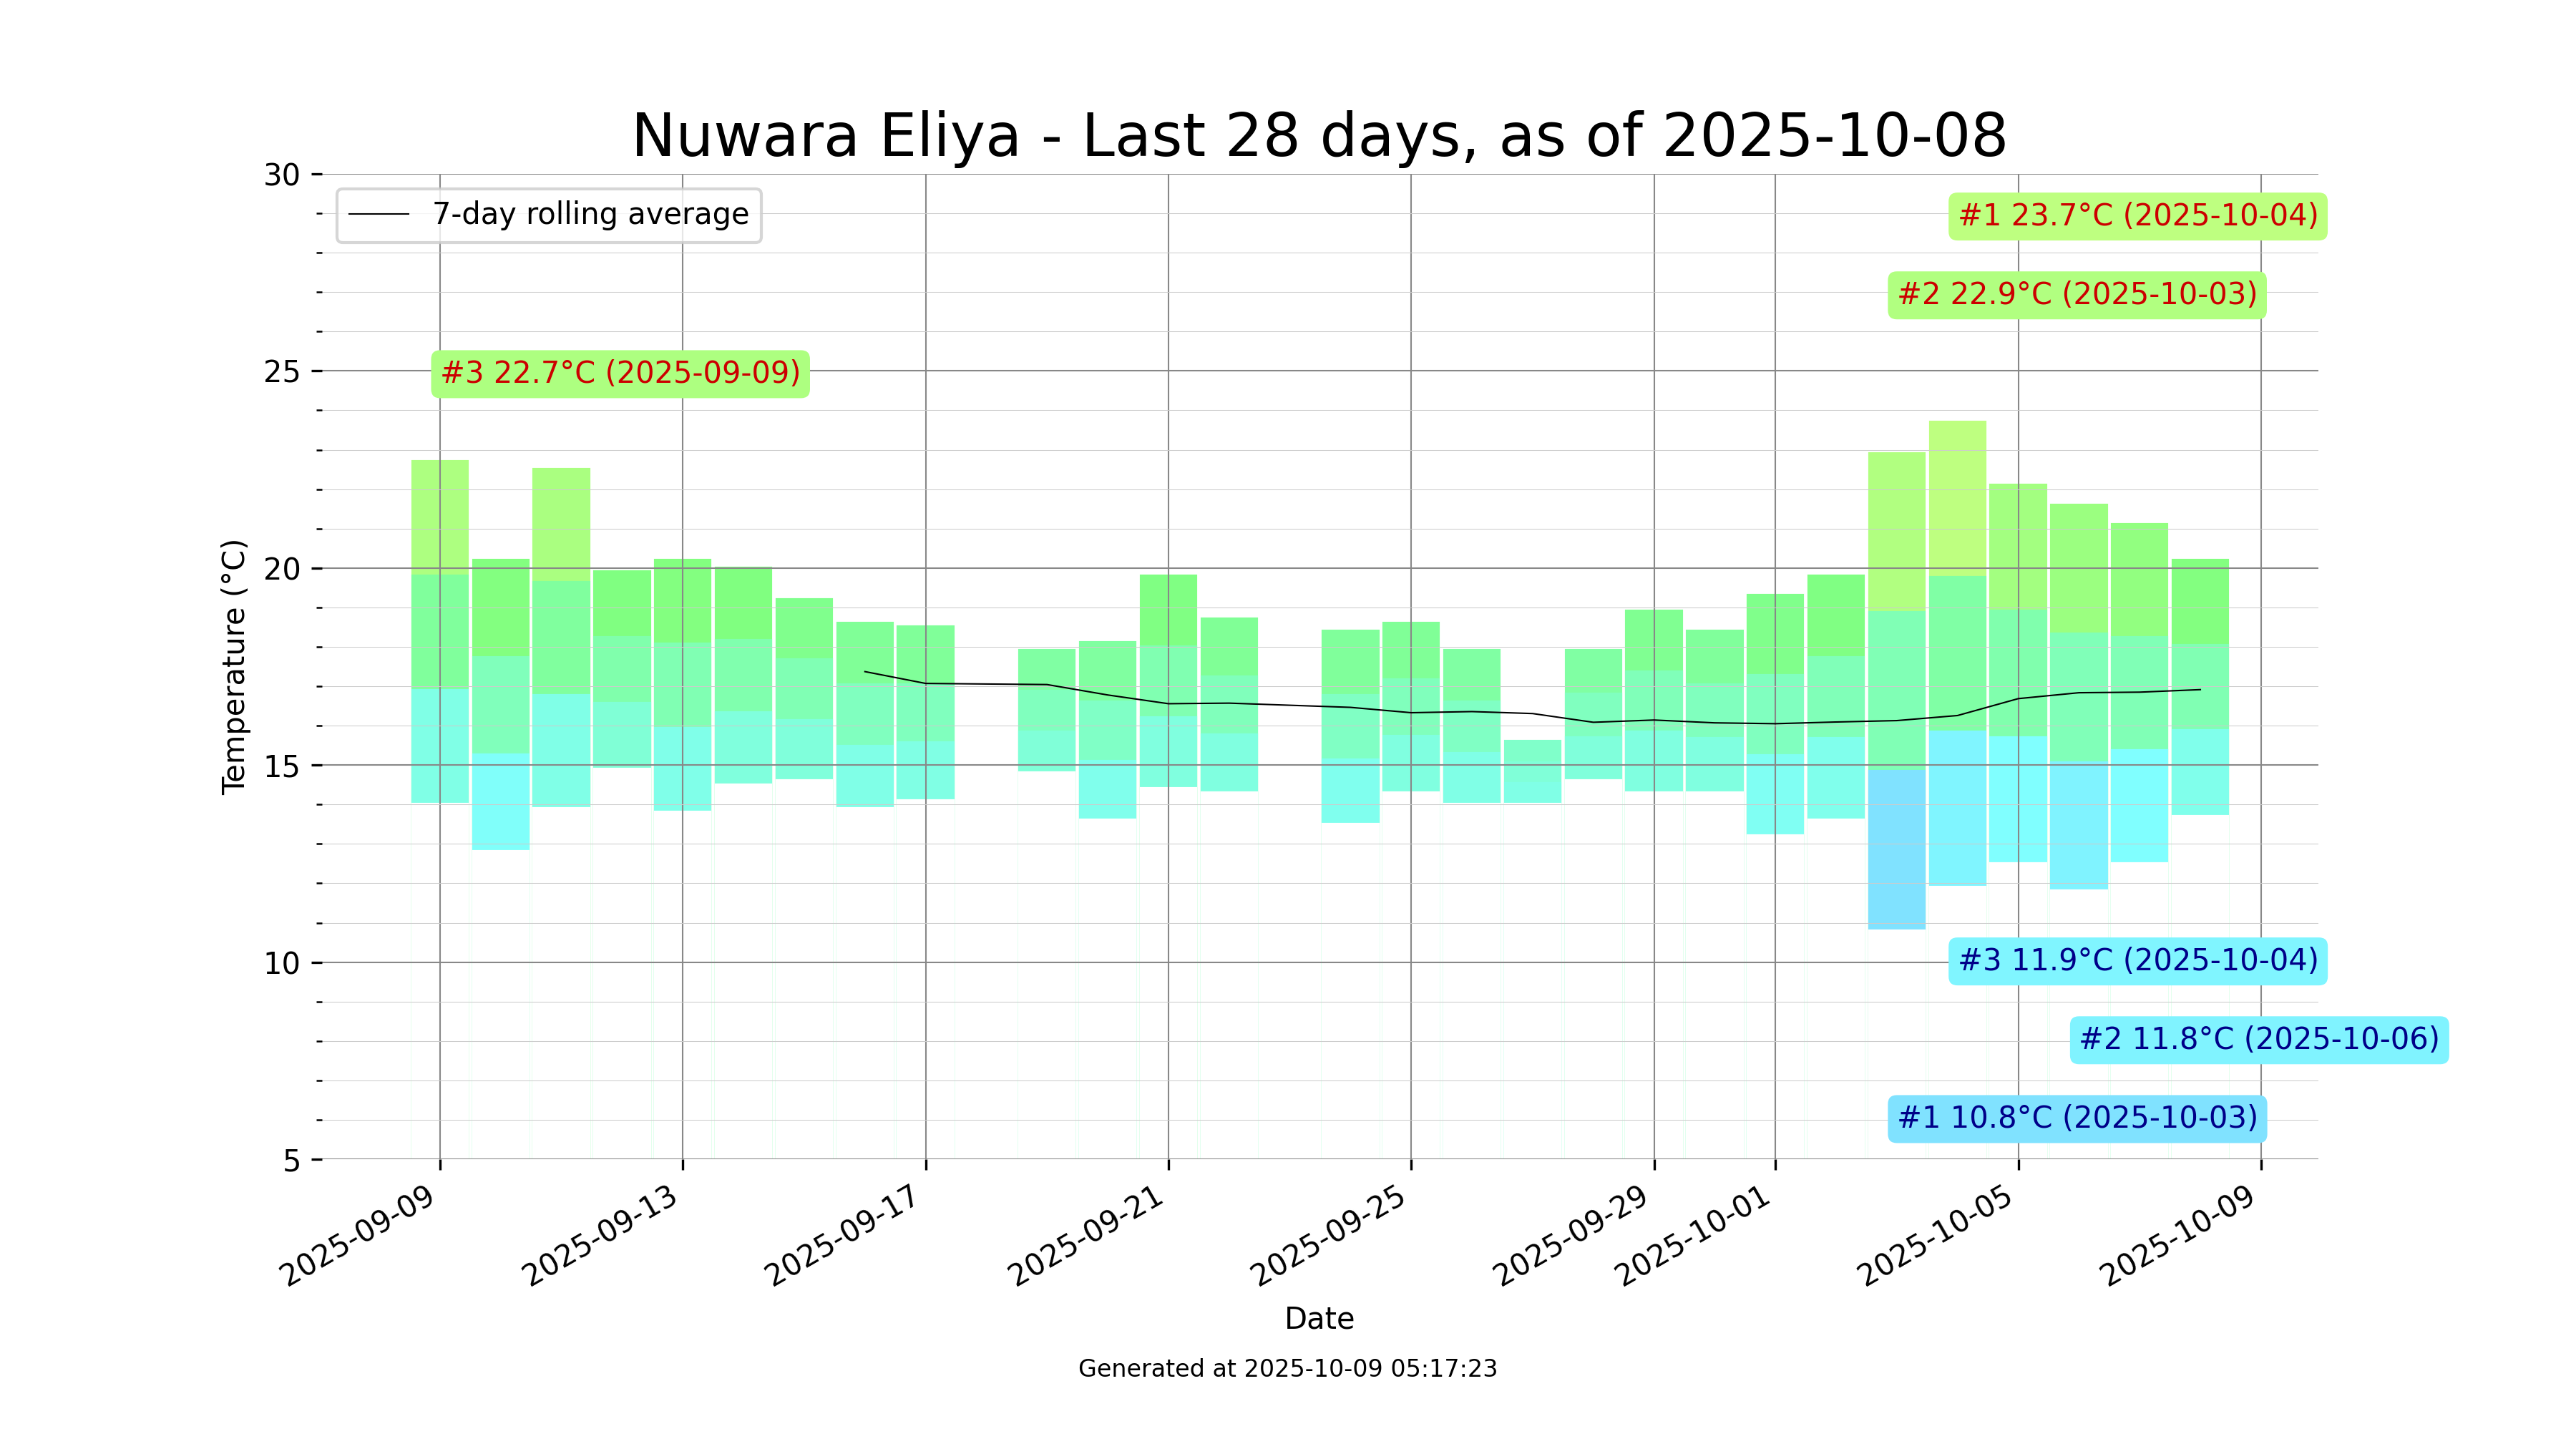 Nuwara Eliya - Last 28 days, as of 2025-10-08
30
7-day rolling average
#1 23.7°C (2025-10-04)
#2 22.9°C (2025-10-03)
25
#3 22.7°C (2025-09-09)
20
Temperature (°C)
15
10
#3 11.9°C (2025-10-04)
#2 11.8°C (2025-10-06)
#1 10.8°C (2025-10-03)
5
2025-09-09
2025-09-13
2025-09-17
2025-09-21
2025-09-25
2025-09-29
2025-10-01
2025-10-05
2025-10-09
Date
Generated at 2025-10-09 05:17:23